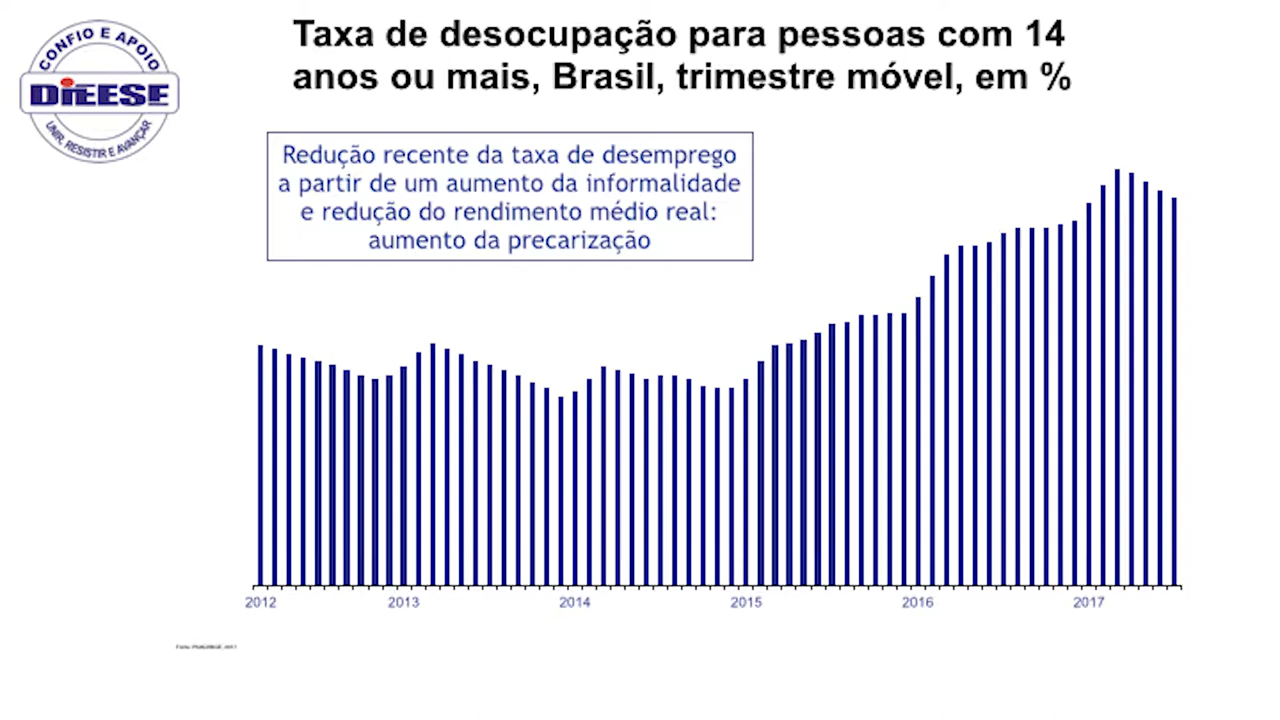 CONFIO E APOIO
DIEESE
UNIR, RESISTIR E AVANÇAR
Taxa de desocupação para pessoas com 14
anos ou mais, Brasil, trimestre móvel, em %
Redução recente da taxa de desemprego
a partir de um aumento da informalidade
e redução do rendimento médio real:
aumento da precarização
2012 2013 2014 2015 2016 2017